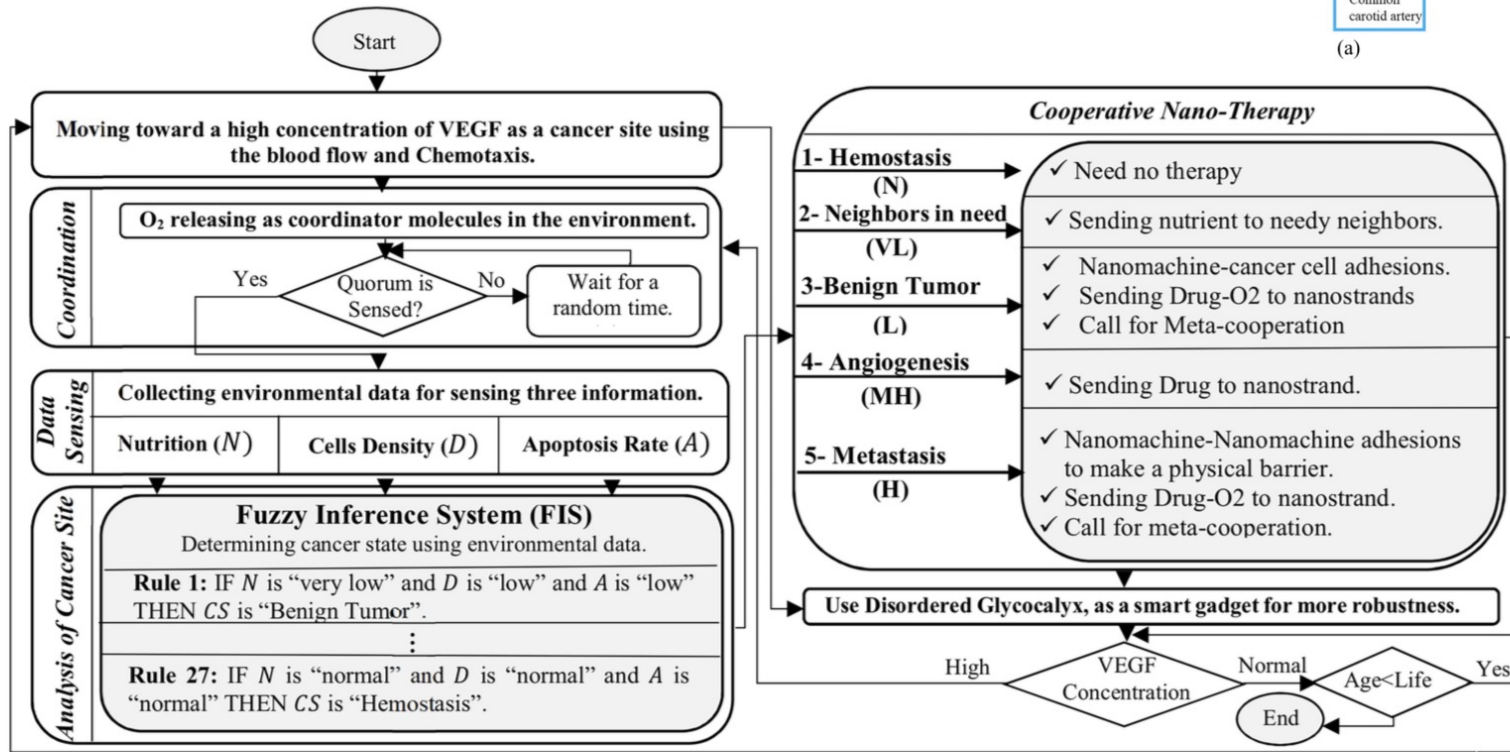 Common
carotid artery
(a)
Start
Moving toward a high concentration of VEGF as a cancer site using
the blood flow and Chemotaxis.
Coordination
O₂ releasing as coordinator molecules in the environment.
Yes
Quorum is
Sensed?
No
Wait for a
random time.
Data
Sensing
Collecting environmental data for sensing three information.
Nutrition (N)
Cells Density (D)
Apoptosis Rate (A)
Analysis of Cancer Site
Fuzzy Inference System (FIS)
Determining cancer state using environmental data.
Rule 1: IF N is “very low” and D is “low” and A is “low”
THEN CS is “Benign Tumor”.
⋮
Rule 27: IF N is “normal” and D is “normal” and A is
“normal” THEN CS is “Hemostasis”.
Cooperative Nano-Therapy
1- Hemostasis
(N)
✓ Need no therapy
2- Neighbors in need
(VL)
✓ Sending nutrient to needy neighbors.
3-Benign Tumor
(L)
✓ Nanomachine-cancer cell adhesions.
✓ Sending Drug-O2 to nanostrands
✓ Call for Meta-cooperation
4- Angiogenesis
(MH)
✓ Sending Drug to nanostrand.
5- Metastasis
(H)
✓ Nanomachine-Nanomachine adhesions
to make a physical barrier.
✓ Sending Drug-O2 to nanostrand.
✓ Call for meta-cooperation.
Use Disordered Glycocalyx, as a smart gadget for more robustness.
High
VEGF
Concentration
Normal
Age<Life
Yes
End